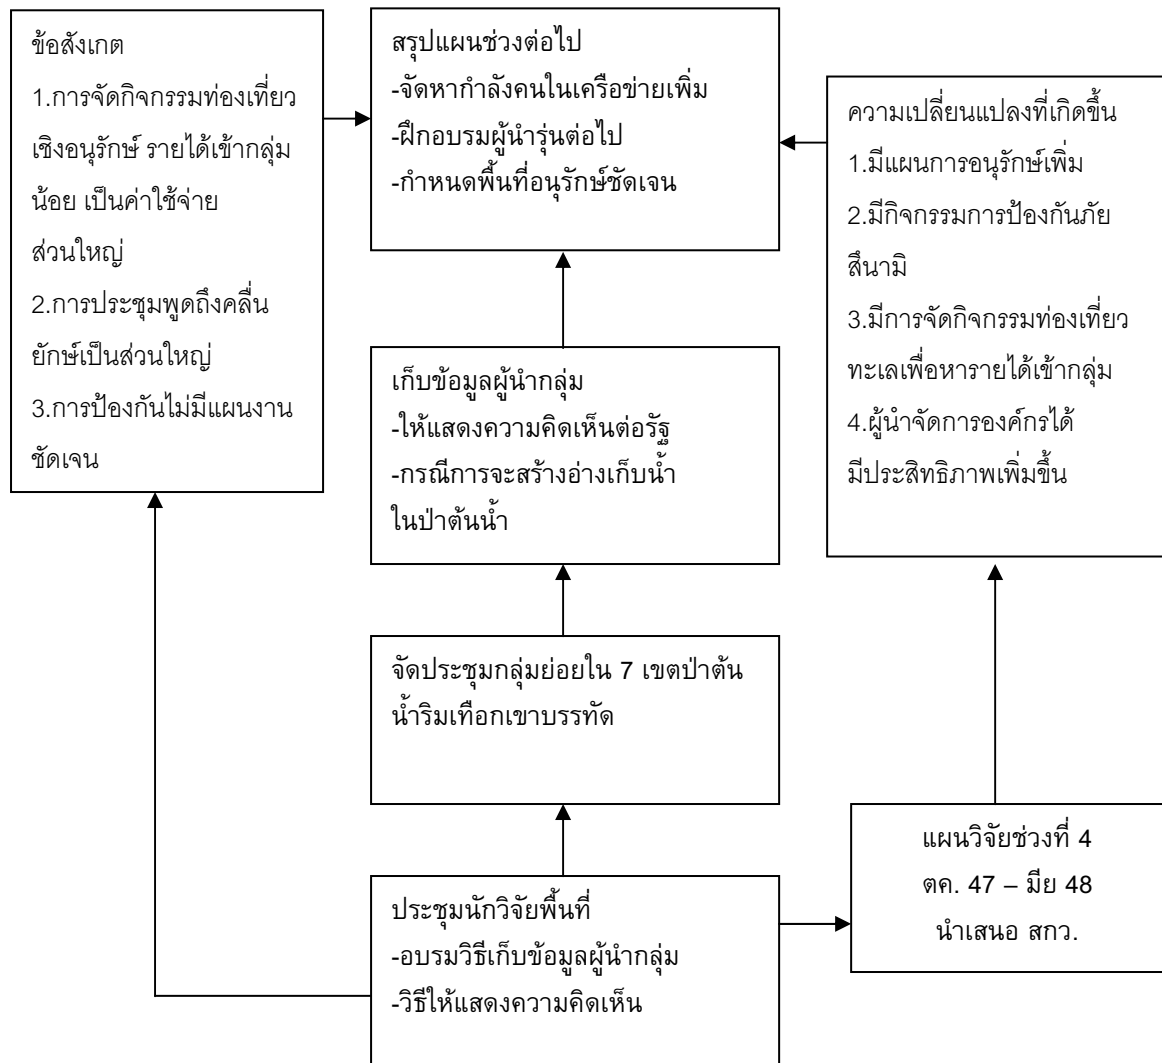 ข้อสังเกต
1.การจัดกิจกรรมท่องเที่ยว
เชิงอนุรักษ์ รายได้เข้ากลุ่ม
น้อย เป็นค่าใช้จ่าย
ส่วนใหญ่
2.การประชุมพูดถึงคลื่น
ยักษ์เป็นส่วนใหญ่
3.การป้องกันไม่มีแผนงาน
ชัดเจน
สรุปแผนช่วงต่อไป
-จัดหากำลังคนในเครือข่ายเพิ่ม
-ฝึกอบรมผู้นำรุ่นต่อไป
-กำหนดพื้นที่อนุรักษ์ชัดเจน
ความเปลี่ยนแปลงที่เกิดขึ้น
1.มีแผนการอนุรักษ์เพิ่ม
2.มีกิจกรรมการป้องกันภัย
สึนามิ
3.มีการจัดกิจกรรมท่องเที่ยว
ทะเลเพื่อหารายได้เข้ากลุ่ม
4.ผู้นำจัดการองค์กรได้
มีประสิทธิภาพเพิ่มขึ้น
เก็บข้อมูลผู้นำกลุ่ม
-ให้แสดงความคิดเห็นต่อรัฐ
-กรณีการจะสร้างอ่างเก็บน้ำ
ในป่าต้นน้ำ
จัดประชุมกลุ่มย่อยใน 7 เขตป่าต้น
น้ำริมเทือกเขาบรรทัด
ประชุมนักวิจัยพื้นที่
-อบรมวิธีเก็บข้อมูลผู้นำกลุ่ม
-วิธีให้แสดงความคิดเห็น
แผนวิจัยช่วงที่ 4
ตค. 47 – มีย 48
นำเสนอ สกว.